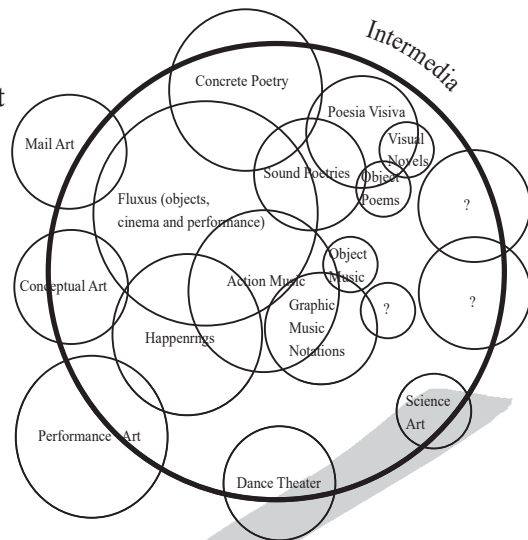 Intermedia
t
Concrete Poetry
Poesia Visiva
Mail Art
Visual
Novels
Sound Poetries
Object
Poems
Fluxus (objects,
cinema and performance)
?
Object
Music
Conceptual Art
Action Music
Graphic
Music
Notations
?
?
Happenrngs
Science
Art
Performance Art
Dance Theater